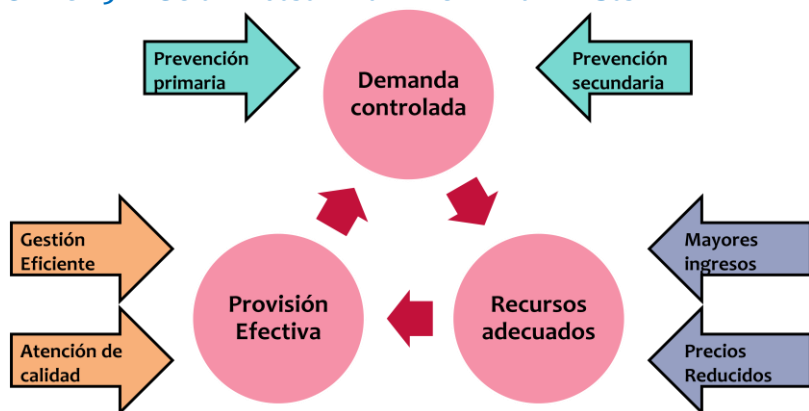 Prevención
primaria
Demanda
controlada
Prevención
secundaria
Gestión
Eficiente
Provisión
Efectiva
Recursos
adecuados
Mayores
ingresos
Atención de
calidad
Precios
Reducidos